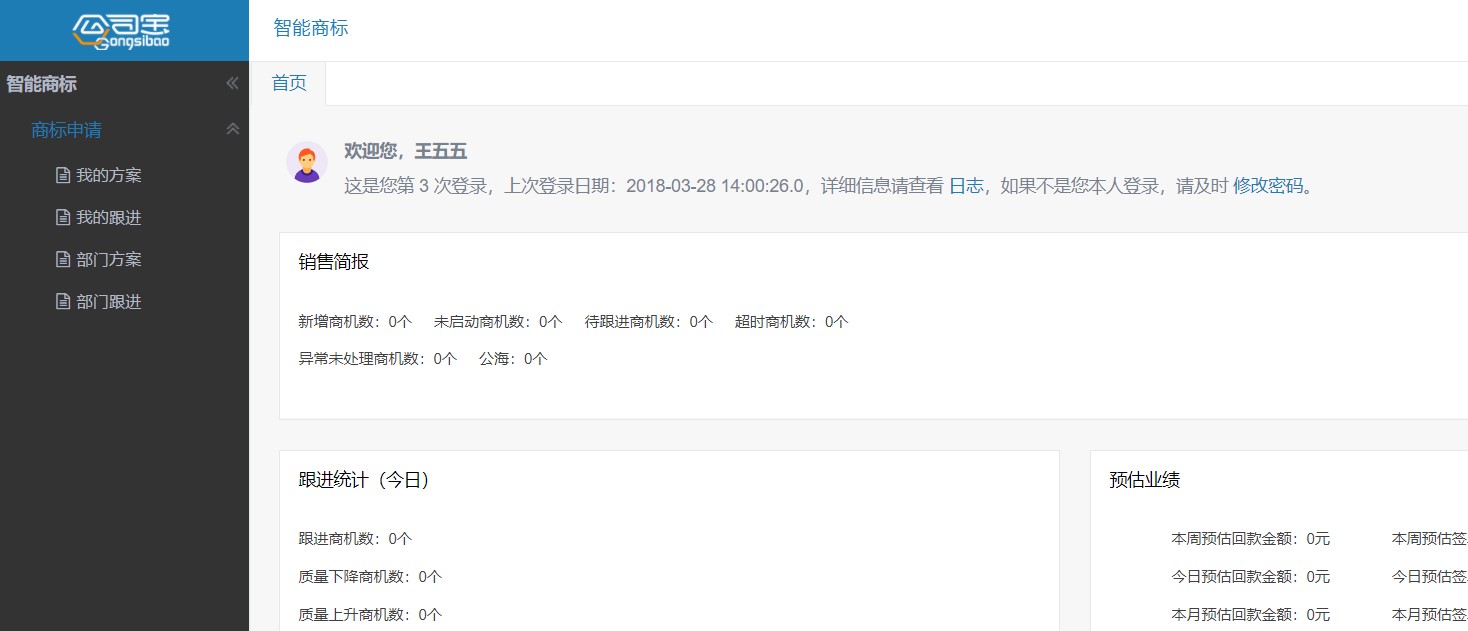 公司宝
Gongsibao
智能商标
智能商标
商标申请
我的方案
我的跟进
部门方案
部门跟进
首页
欢迎您，王五五
这是您第 3 次登录，上次登录日期：2018-03-28 14:00:26.0，详细信息请查看 日志，如果不是您本人登录，请及时 修改密码。
销售简报
新增商机数：0个 未启动商机数：0个 待跟进商机数：0个 超时商机数：0个
异常未处理商机数：0个 公海：0个
跟进统计（今日）
跟进商机数：0个
质量下降商机数：0个
质量上升商机数：0个
预估业绩
本周预估回款金额：0元 本周预估签
今日预估回款金额：0元 今日预估签
本月预估回款金额：0元 本月预估签